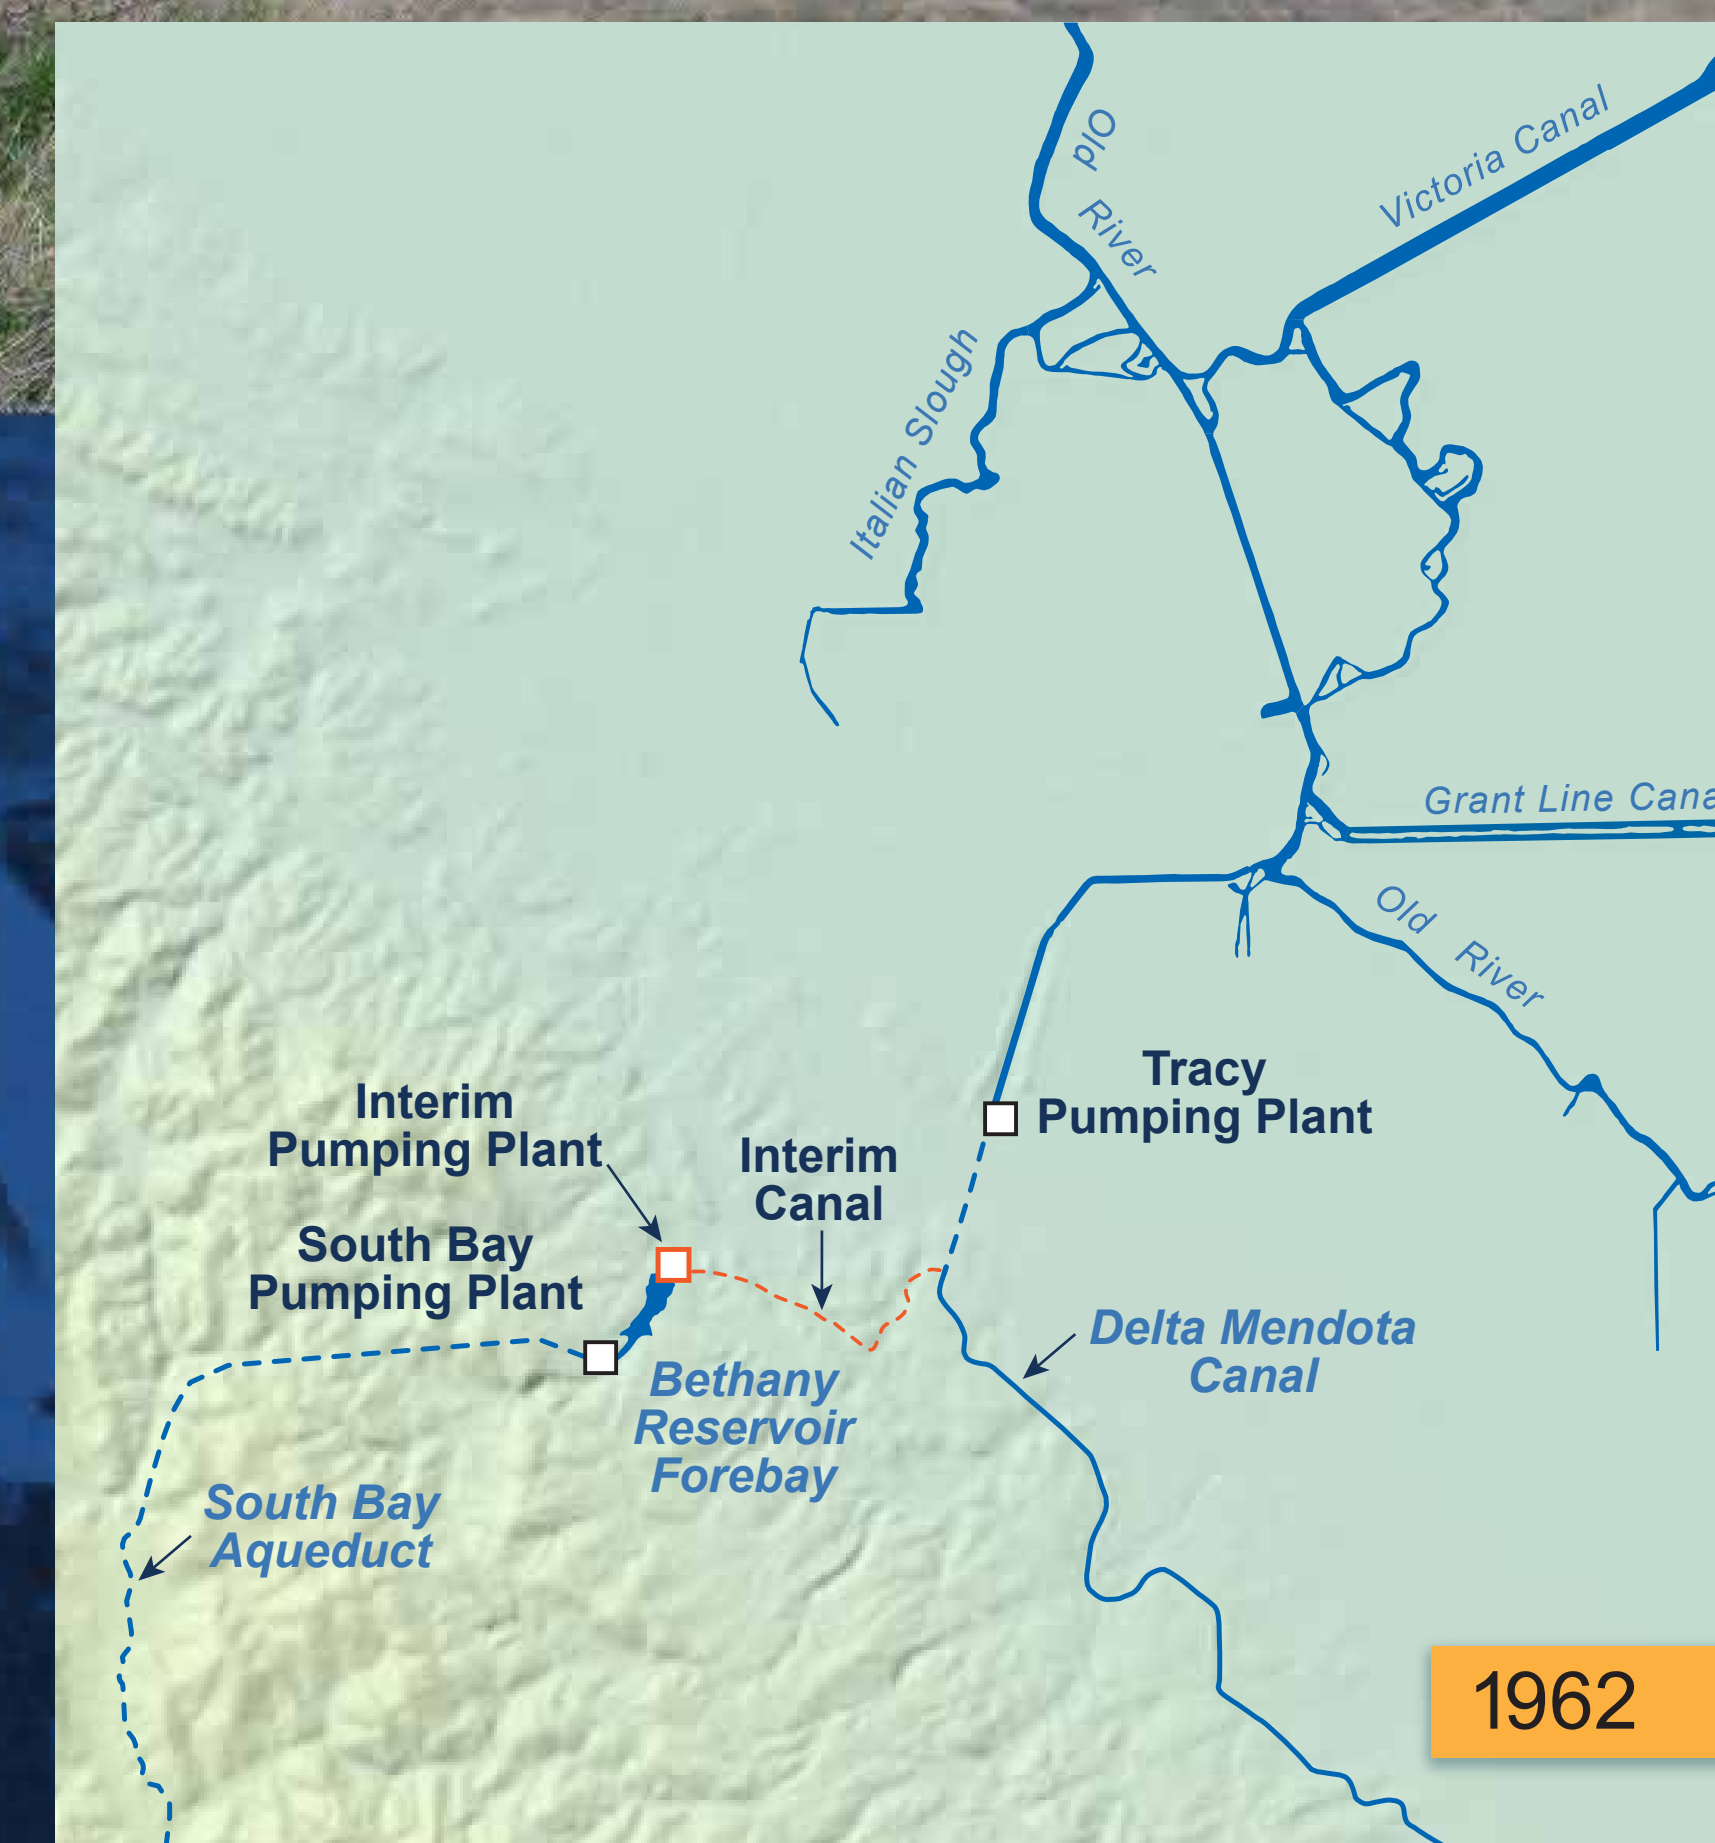 Old
River
Victoria Canal
Italian Slough
Grant Line Cana
Old River
Tracy
Pumping Plant
Interim
Pumping Plant
Interim
Canal
South Bay
Pumping Plant
Delta Mendota
Canal
Bethany
Reservoir
Forebay
South Bay
Aqueduct
1962